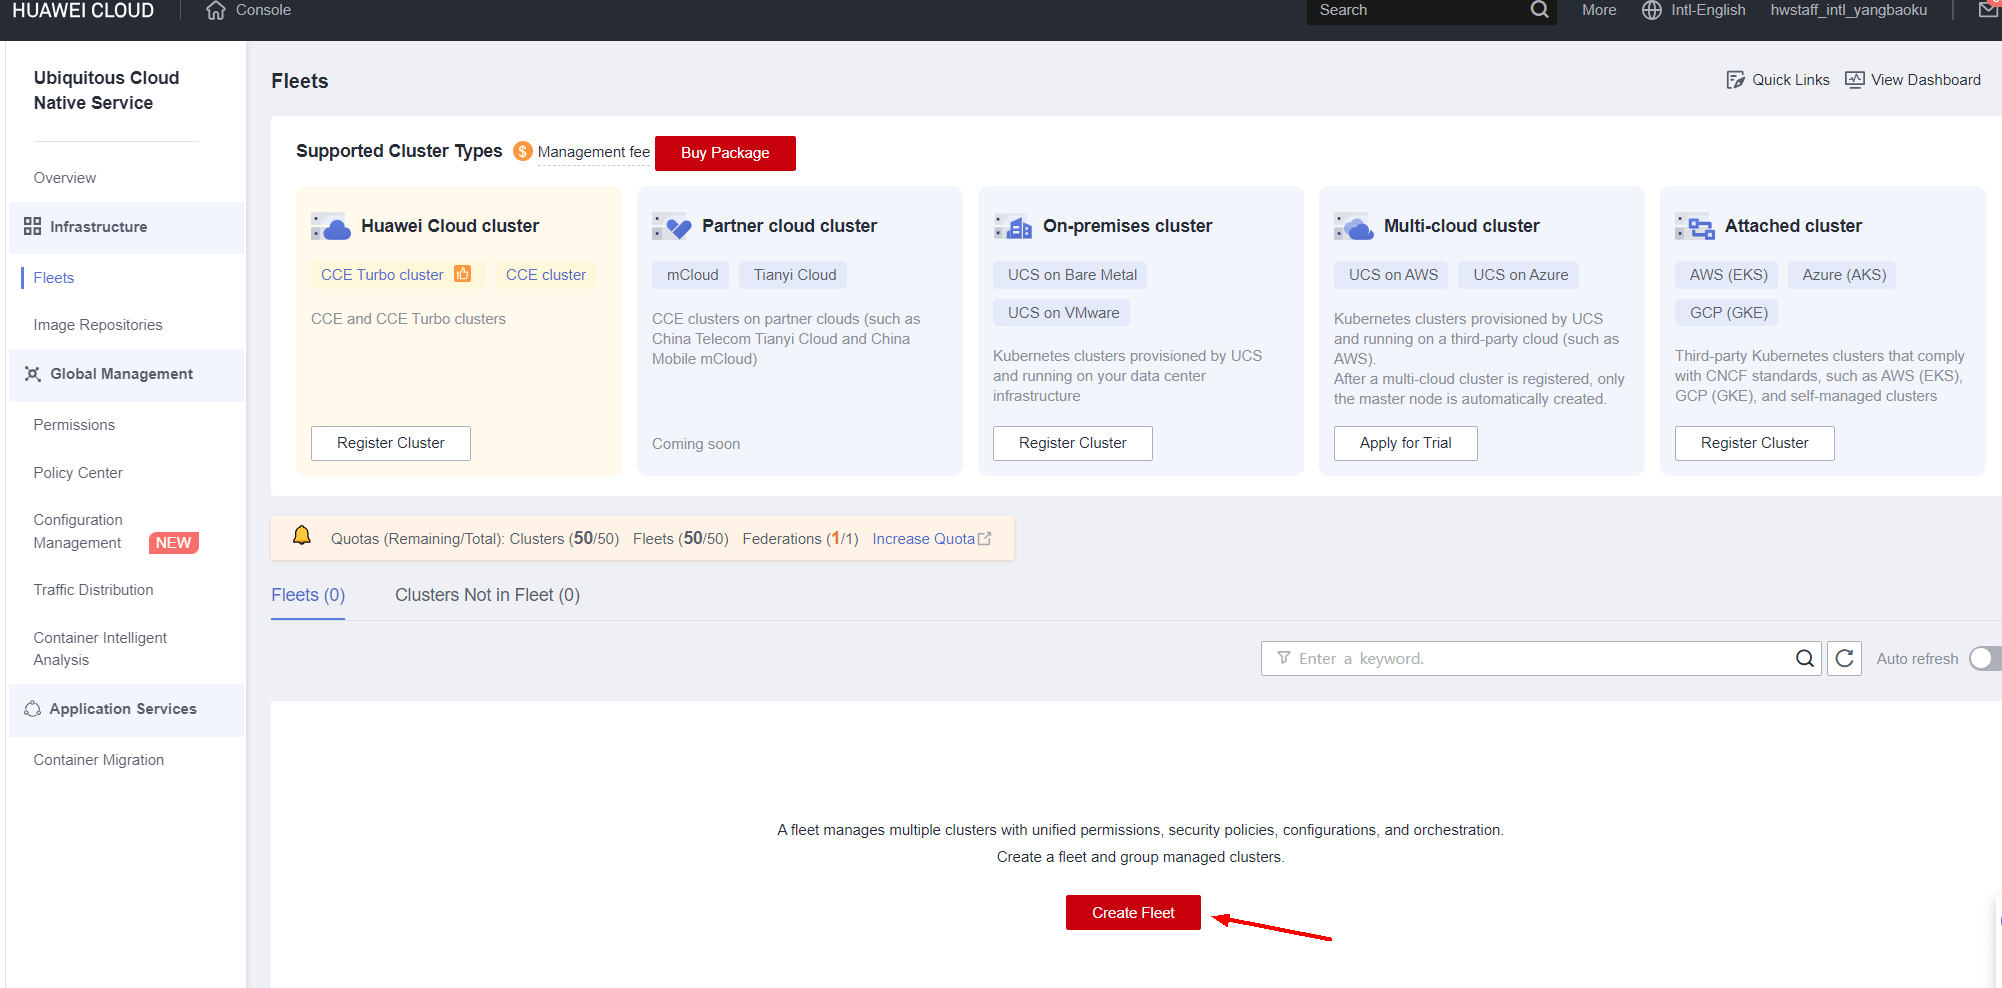 HUAWEI CLOUD
Console
Search
More
Intl-English
hwstaff_intl_yangbaoku
Ubiquitous Cloud
Native Service
Overview
Infrastructure
Fleets
Image Repositories
Global Management
Permissions
Policy Center
Configuration
Management
NEW
Traffic Distribution
Container Intelligent
Analysis
Application Services
Container Migration
Fleets
Quick Links
View Dashboard
Supported Cluster Types
$ Management fee
Buy Package
Huawei Cloud cluster
CCE Turbo cluster
CCE cluster
CCE and CCE Turbo clusters
Register Cluster
Partner cloud cluster
mCloud
Tianyi Cloud
CCE clusters on partner clouds (such as
China Telecom Tianyi Cloud and China
Mobile mCloud)
Coming soon
On-premises cluster
UCS on Bare Metal
UCS on VMware
Kubernetes clusters provisioned by UCS
and running on your data center
infrastructure
Register Cluster
Multi-cloud cluster
UCS on AWS
UCS on Azure
Kubernetes clusters provisioned by UCS
and running on a third-party cloud (such as
AWS).
After a multi-cloud cluster is registered, only
the master node is automatically created.
Apply for Trial
Attached cluster
AWS (EKS)
Azure (AKS)
GCP (GKE)
Third-party Kubernetes clusters that comply
with CNCF standards, such as AWS (EKS),
GCP (GKE), and self-managed clusters
Register Cluster
Quotas (Remaining/Total): Clusters (50/50) Fleets (50/50) Federations (1/1) Increase Quota
Fleets (0)
Clusters Not in Fleet (0)
Enter a keyword.
Auto refresh
A fleet manages multiple clusters with unified permissions, security policies, configurations, and orchestration.
Create a fleet and group managed clusters.
Create Fleet